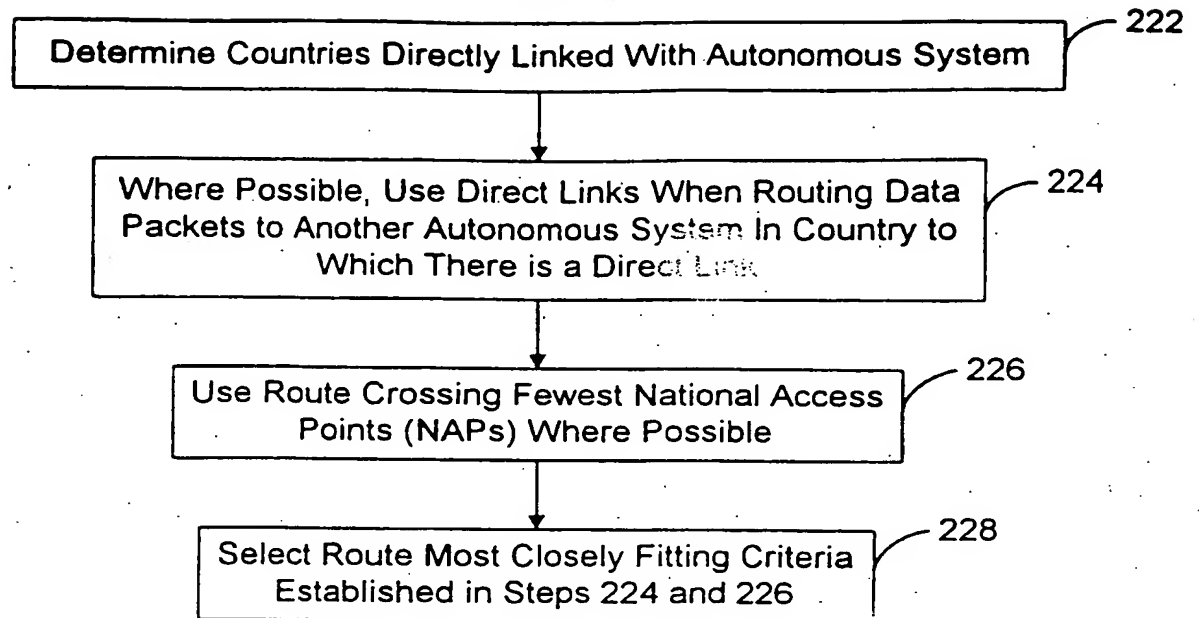 222
Determine Countries Directly Linked With Autonomous System
224
Where Possible, Use Direct Links When Routing Data
Packets to Another Autonomous System In Country to
Which There is a Direct Link
226
Use Route Crossing Fewest National Access
Points (NAPs) Where Possible
228
Select Route Most Closely Fitting Criteria
Established in Steps 224 and 226